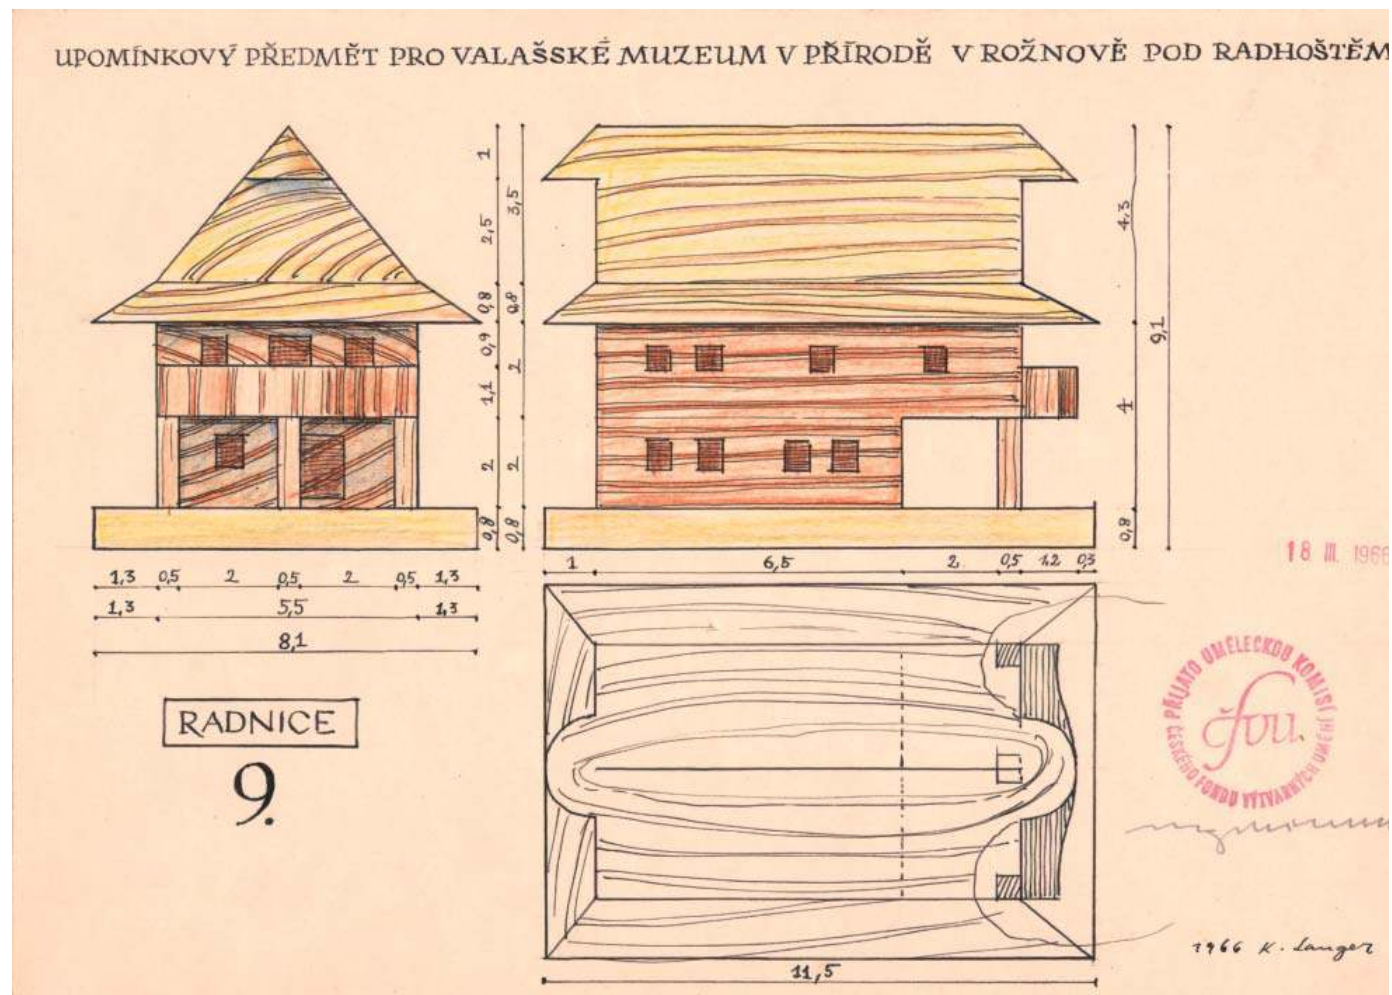 UPOMÍNKOVÝ PŘEDMĚT PRO VALAŠSKÉ MUZEUM V PŘÍRODĚ V ROŽNOVĚ POD RADHOŠTĚM
1
2,5
0,8
0,9
1,1
2
0,8
3,5
0,8
2
2
0,8
4,3
4
0,8
9,1
1,3 0,5 2 0,5 2 0,5 1,3
1,3 5,5 1,3
8,1
1 6,5 2 0,5 1,2 0,3
18 III. 1966
RADNICE
9.
PŘIJATO UMĚLECKOU KOMISÍ
ČESKÉHO FONDU VÝTVARNÝCH UMĚNÍ
čfvu.
1966 K. Langer
11,5